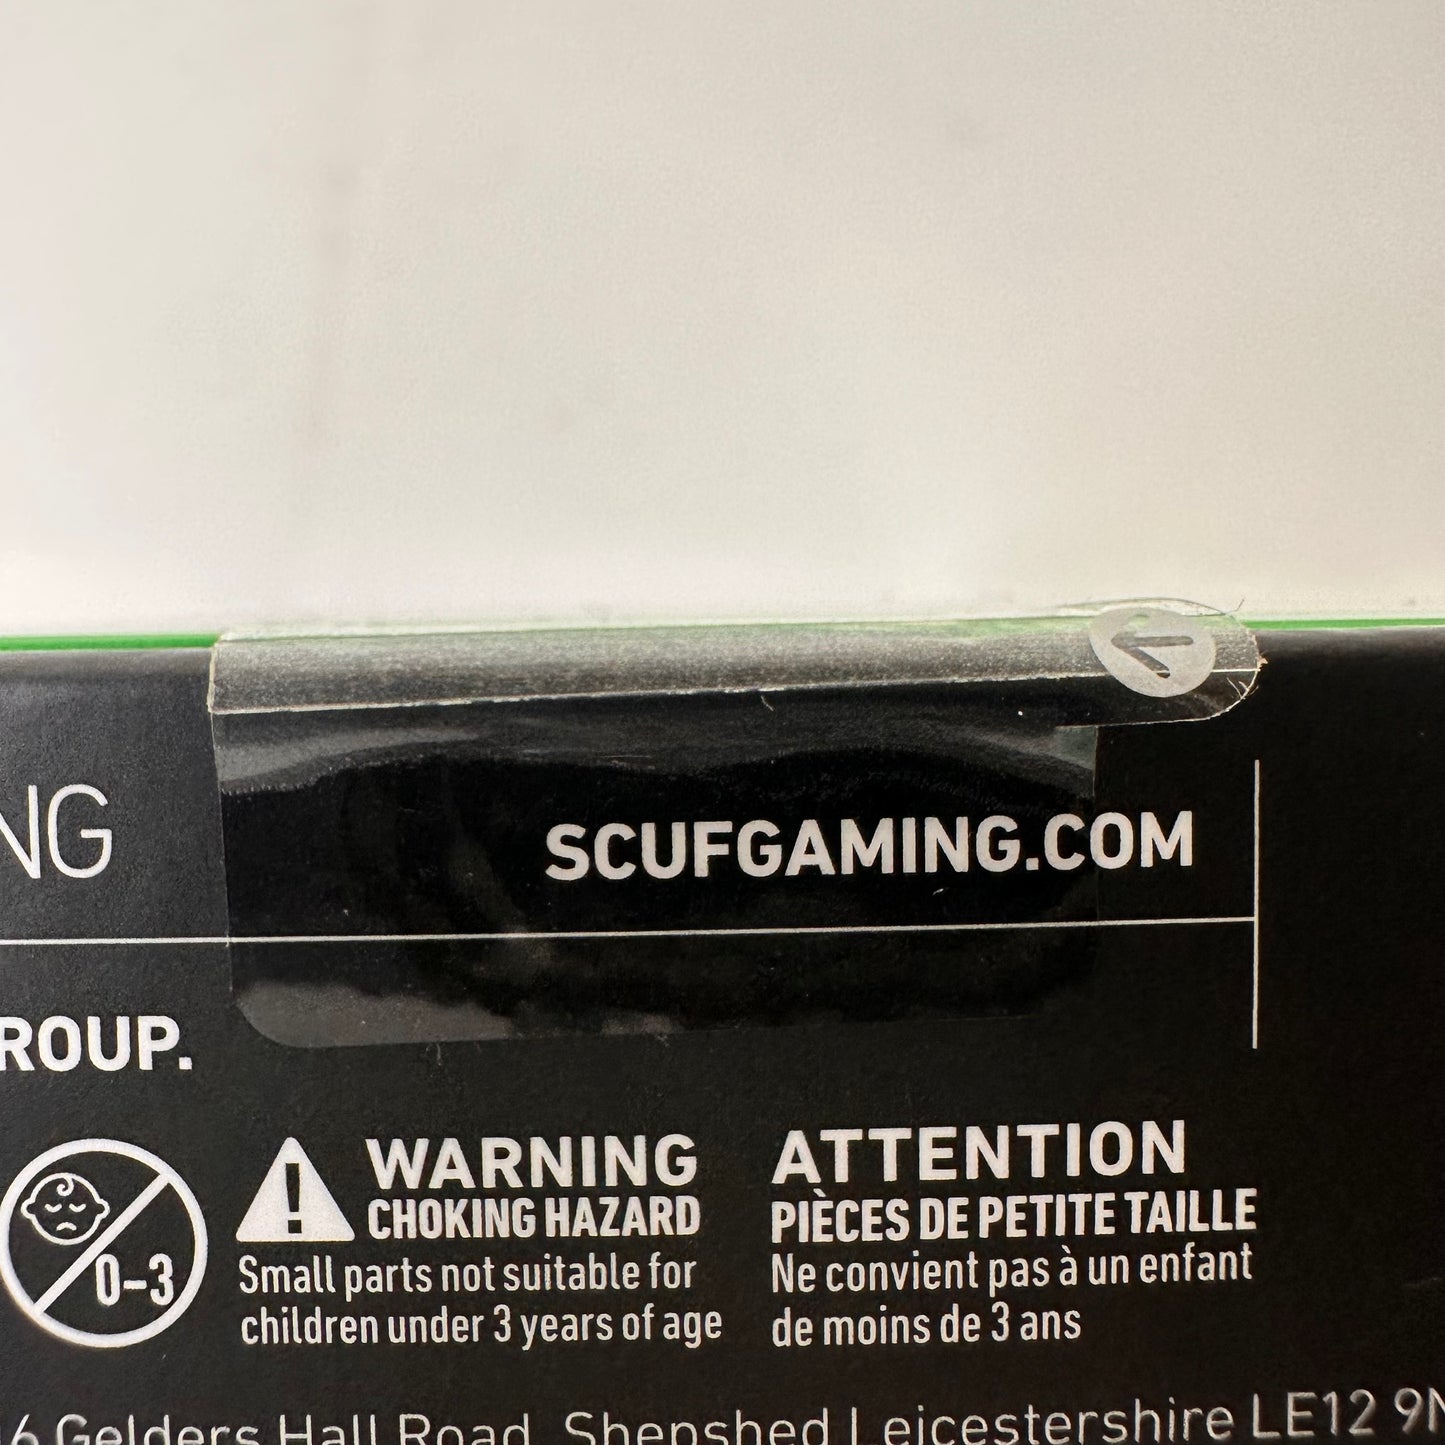 NG
SCUFGAMING.COM
ROUP.
0-3
WARNING
CHOKING HAZARD
Small parts not suitable for
children under 3 years of age
ATTENTION
PIÈCES DE PETITE TAILLE
Ne convient pas à un enfant
de moins de 3 ans
6 Gelders Hall Road, Shepshed Leicestershire LE12 9N